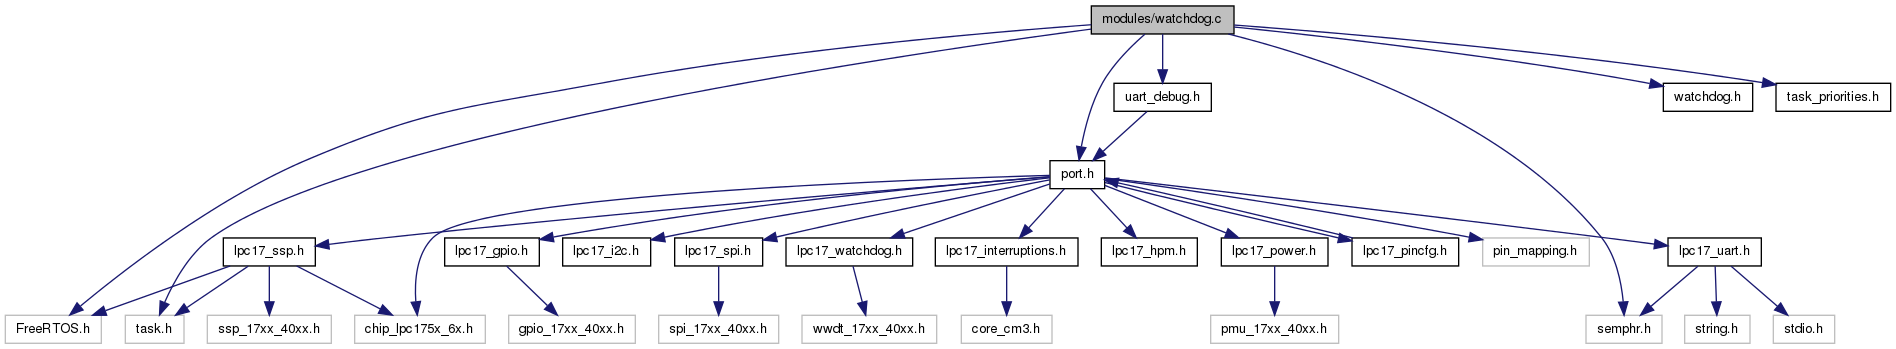 modules/watchdog.c
uart_debug.h
watchdog.h
task_priorities.h
port.h
lpc17_ssp.h
lpc17_gpio.h
lpc17_i2c.h
lpc17_spi.h
lpc17_watchdog.h
lpc17_interruptions.h
lpc17_hpm.h
lpc17_power.h
lpc17_pincfg.h
pin_mapping.h
lpc17_uart.h
FreeRTOS.h
task.h
ssp_17xx_40xx.h
chip_lpc175x_6x.h
gpio_17xx_40xx.h
spi_17xx_40xx.h
wwdt_17xx_40xx.h
core_cm3.h
pmu_17xx_40xx.h
semphr.h
string.h
stdio.h